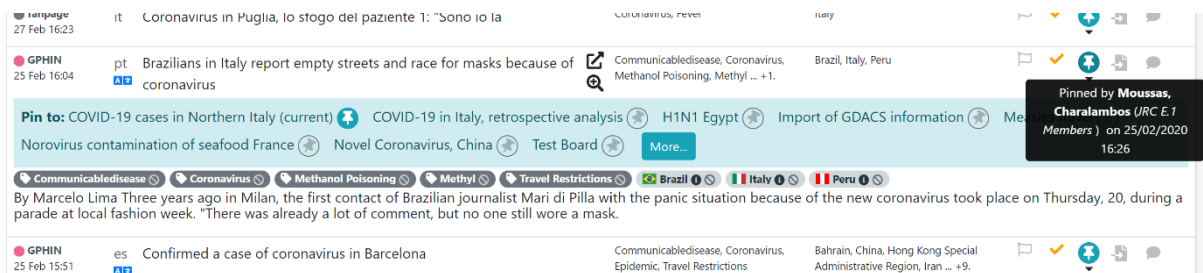 fanpage it Coronavirus in Puglia, lo sfogo del paziente 1: "Sono io la Coronavirus, Fever Italy
27 Feb 16:23
GPHIN pt Brazilians in Italy report empty streets and race for masks because of Communicabledisease, Coronavirus, Brazil, Italy, Peru
25 Feb 16:04 coronavirus Methanol Poisoning, Methyl ... +1.
Pinned by Moussas,
Charalambos (JRC E.1
Members ) on 25/02/2020
16:26
Pin to: COVID-19 cases in Northern Italy (current) COVID-19 in Italy, retrospective analysis H1N1 Egypt Import of GDACS information
Norovirus contamination of seafood France Novel Coronavirus, China Test Board More...
Communicabledisease Coronavirus Methanol Poisoning Methyl Travel Restrictions Brazil Italy Peru
By Marcelo Lima Three years ago in Milan, the first contact of Brazilian journalist Mari di Pilla with the panic situation because of the new coronavirus took place on Thursday, 20, during a
parade at local fashion week. "There was already a lot of comment, but no one still wore a mask.
GPHIN es Confirmed a case of coronavirus in Barcelona Communicabledisease, Coronavirus, Bahrain, China, Hong Kong Special
25 Feb 15:51 Epidemic, Travel Restrictions Administrative Region, Iran ... +9.